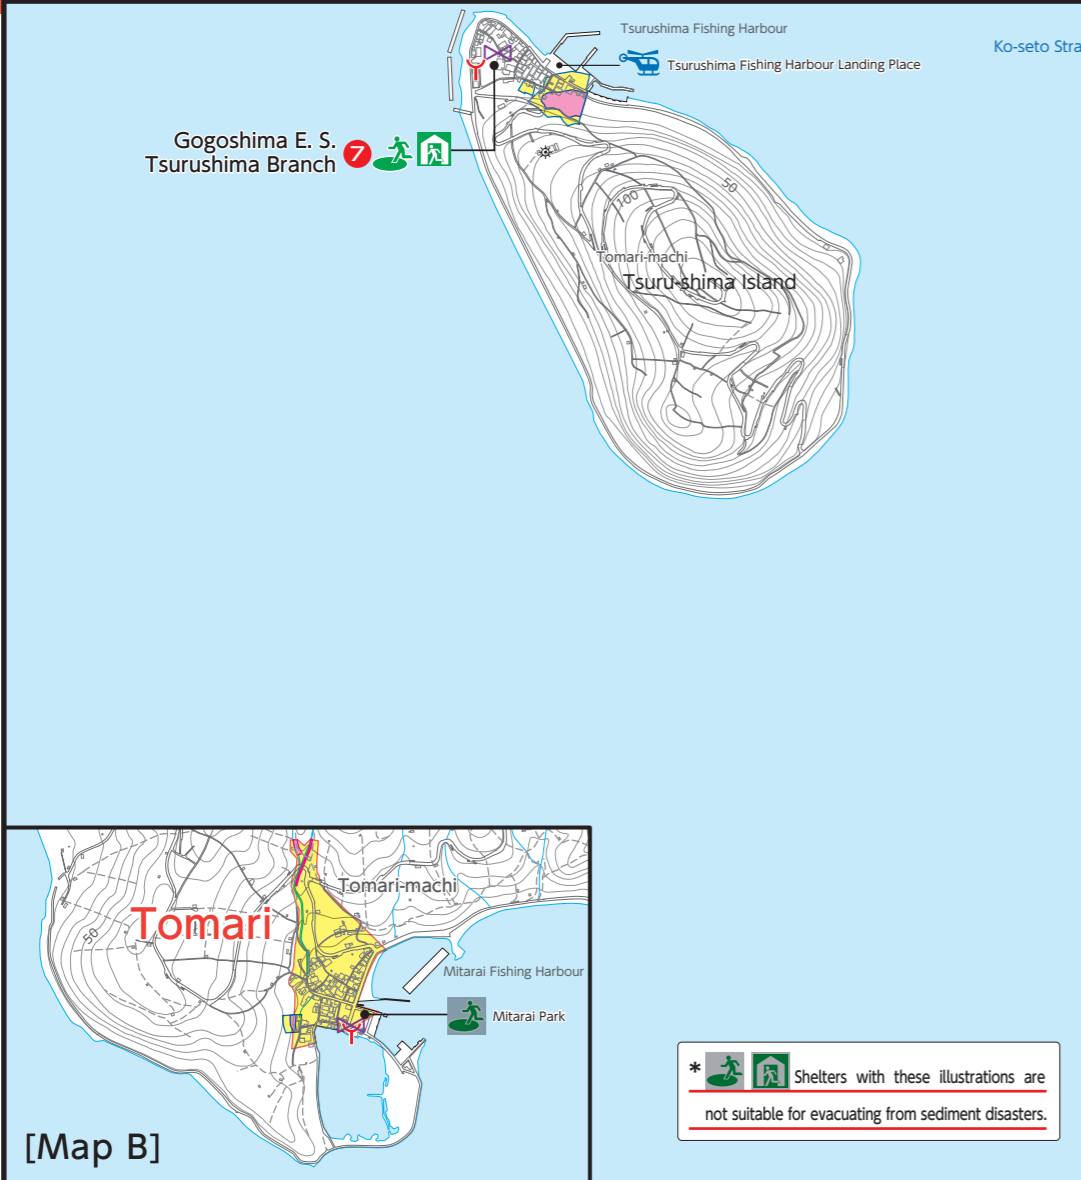 Tsurushima Fishing Harbour
Ko-seto Stra
Tsurushima Fishing Harbour Landing Place
Gogoshima E. S.
Tsurushima Branch
7
50
100
Tomari-machi
Tsuru-shima Island
Tomari-machi
Tomari
50
Mitarai Fishing Harbour
Mitarai Park
* Shelters with these illustrations are
not suitable for evacuating from sediment disasters.
[Map B]